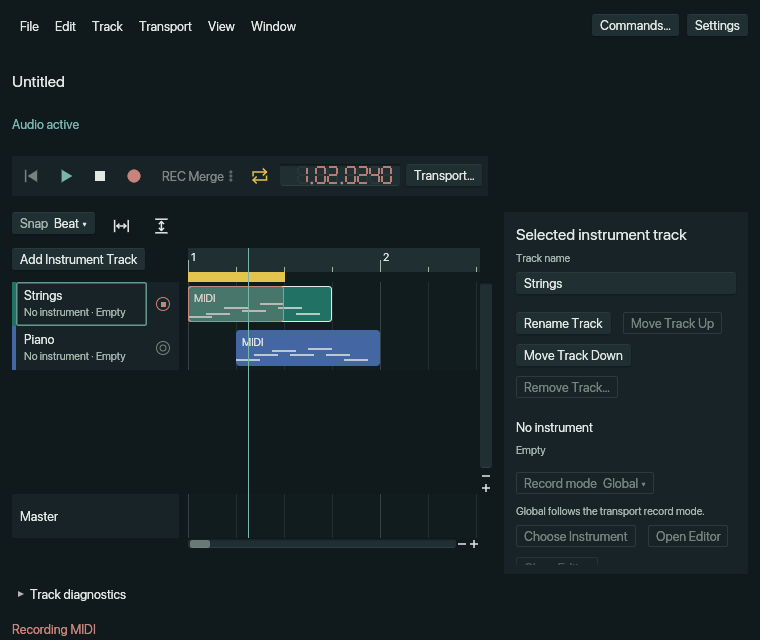 File Edit Track Transport View Window Commands... Settings
Untitled
Audio active
REC Merge 1.02.0240 Transport...
Snap Beat
Add Instrument Track
1 2
Strings
No instrument · Empty
MIDI
Piano
No instrument · Empty
MIDI
Master
Selected instrument track
Track name
Strings
Rename Track Move Track Up
Move Track Down
Remove Track...
No instrument
Empty
Record mode Global
Global follows the transport record mode.
Choose Instrument Open Editor
Track diagnostics
Recording MIDI